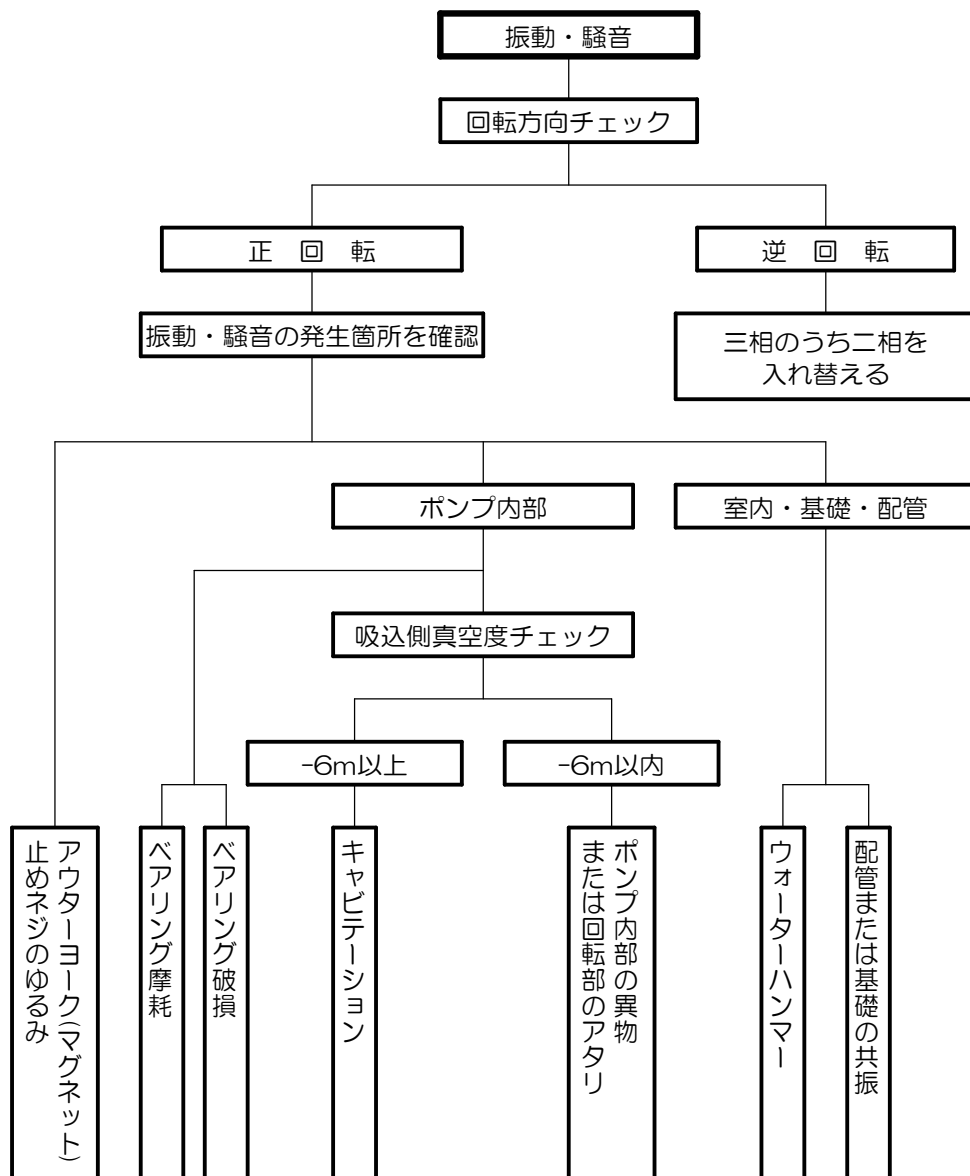 振動・騒音
回転方向チェック
正　回　転
逆　回　転
振動・騒音の発生箇所を確認
三相のうち二相を
入れ替える
ポンプ内部
室内・基礎・配管
吸込側真空度チェック
-6m以上
-6m以内
アウターヨーク(マグネット)
止めネジのゆるみ
ベアリング摩耗
ベアリング破損
キャビテーション
ポンプ内部の異物
または回転部のアタリ
ウォーターハンマー
配管または基礎の共振